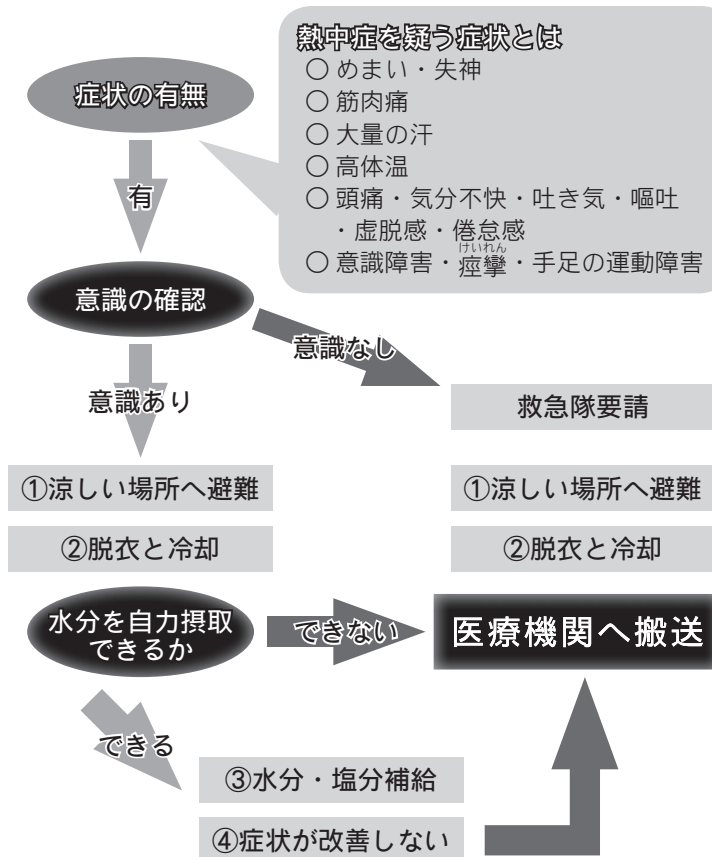 熱中症を疑う症状とは
〇 めまい・失神
〇 筋肉痛
〇 大量の汗
〇 高体温
〇 頭痛・気分不快・吐き気・嘔吐
・虚脱感・倦怠感
けいれん
〇 意識障害・痙攣・手足の運動障害
症状の有無
有
意識の確認
意識なし
意識あり
救急隊要請
①涼しい場所へ避難
①涼しい場所へ避難
②脱衣と冷却
②脱衣と冷却
水分を自力摂取
できるか
できない
医療機関へ搬送
できる
③水分・塩分補給
④症状が改善しない